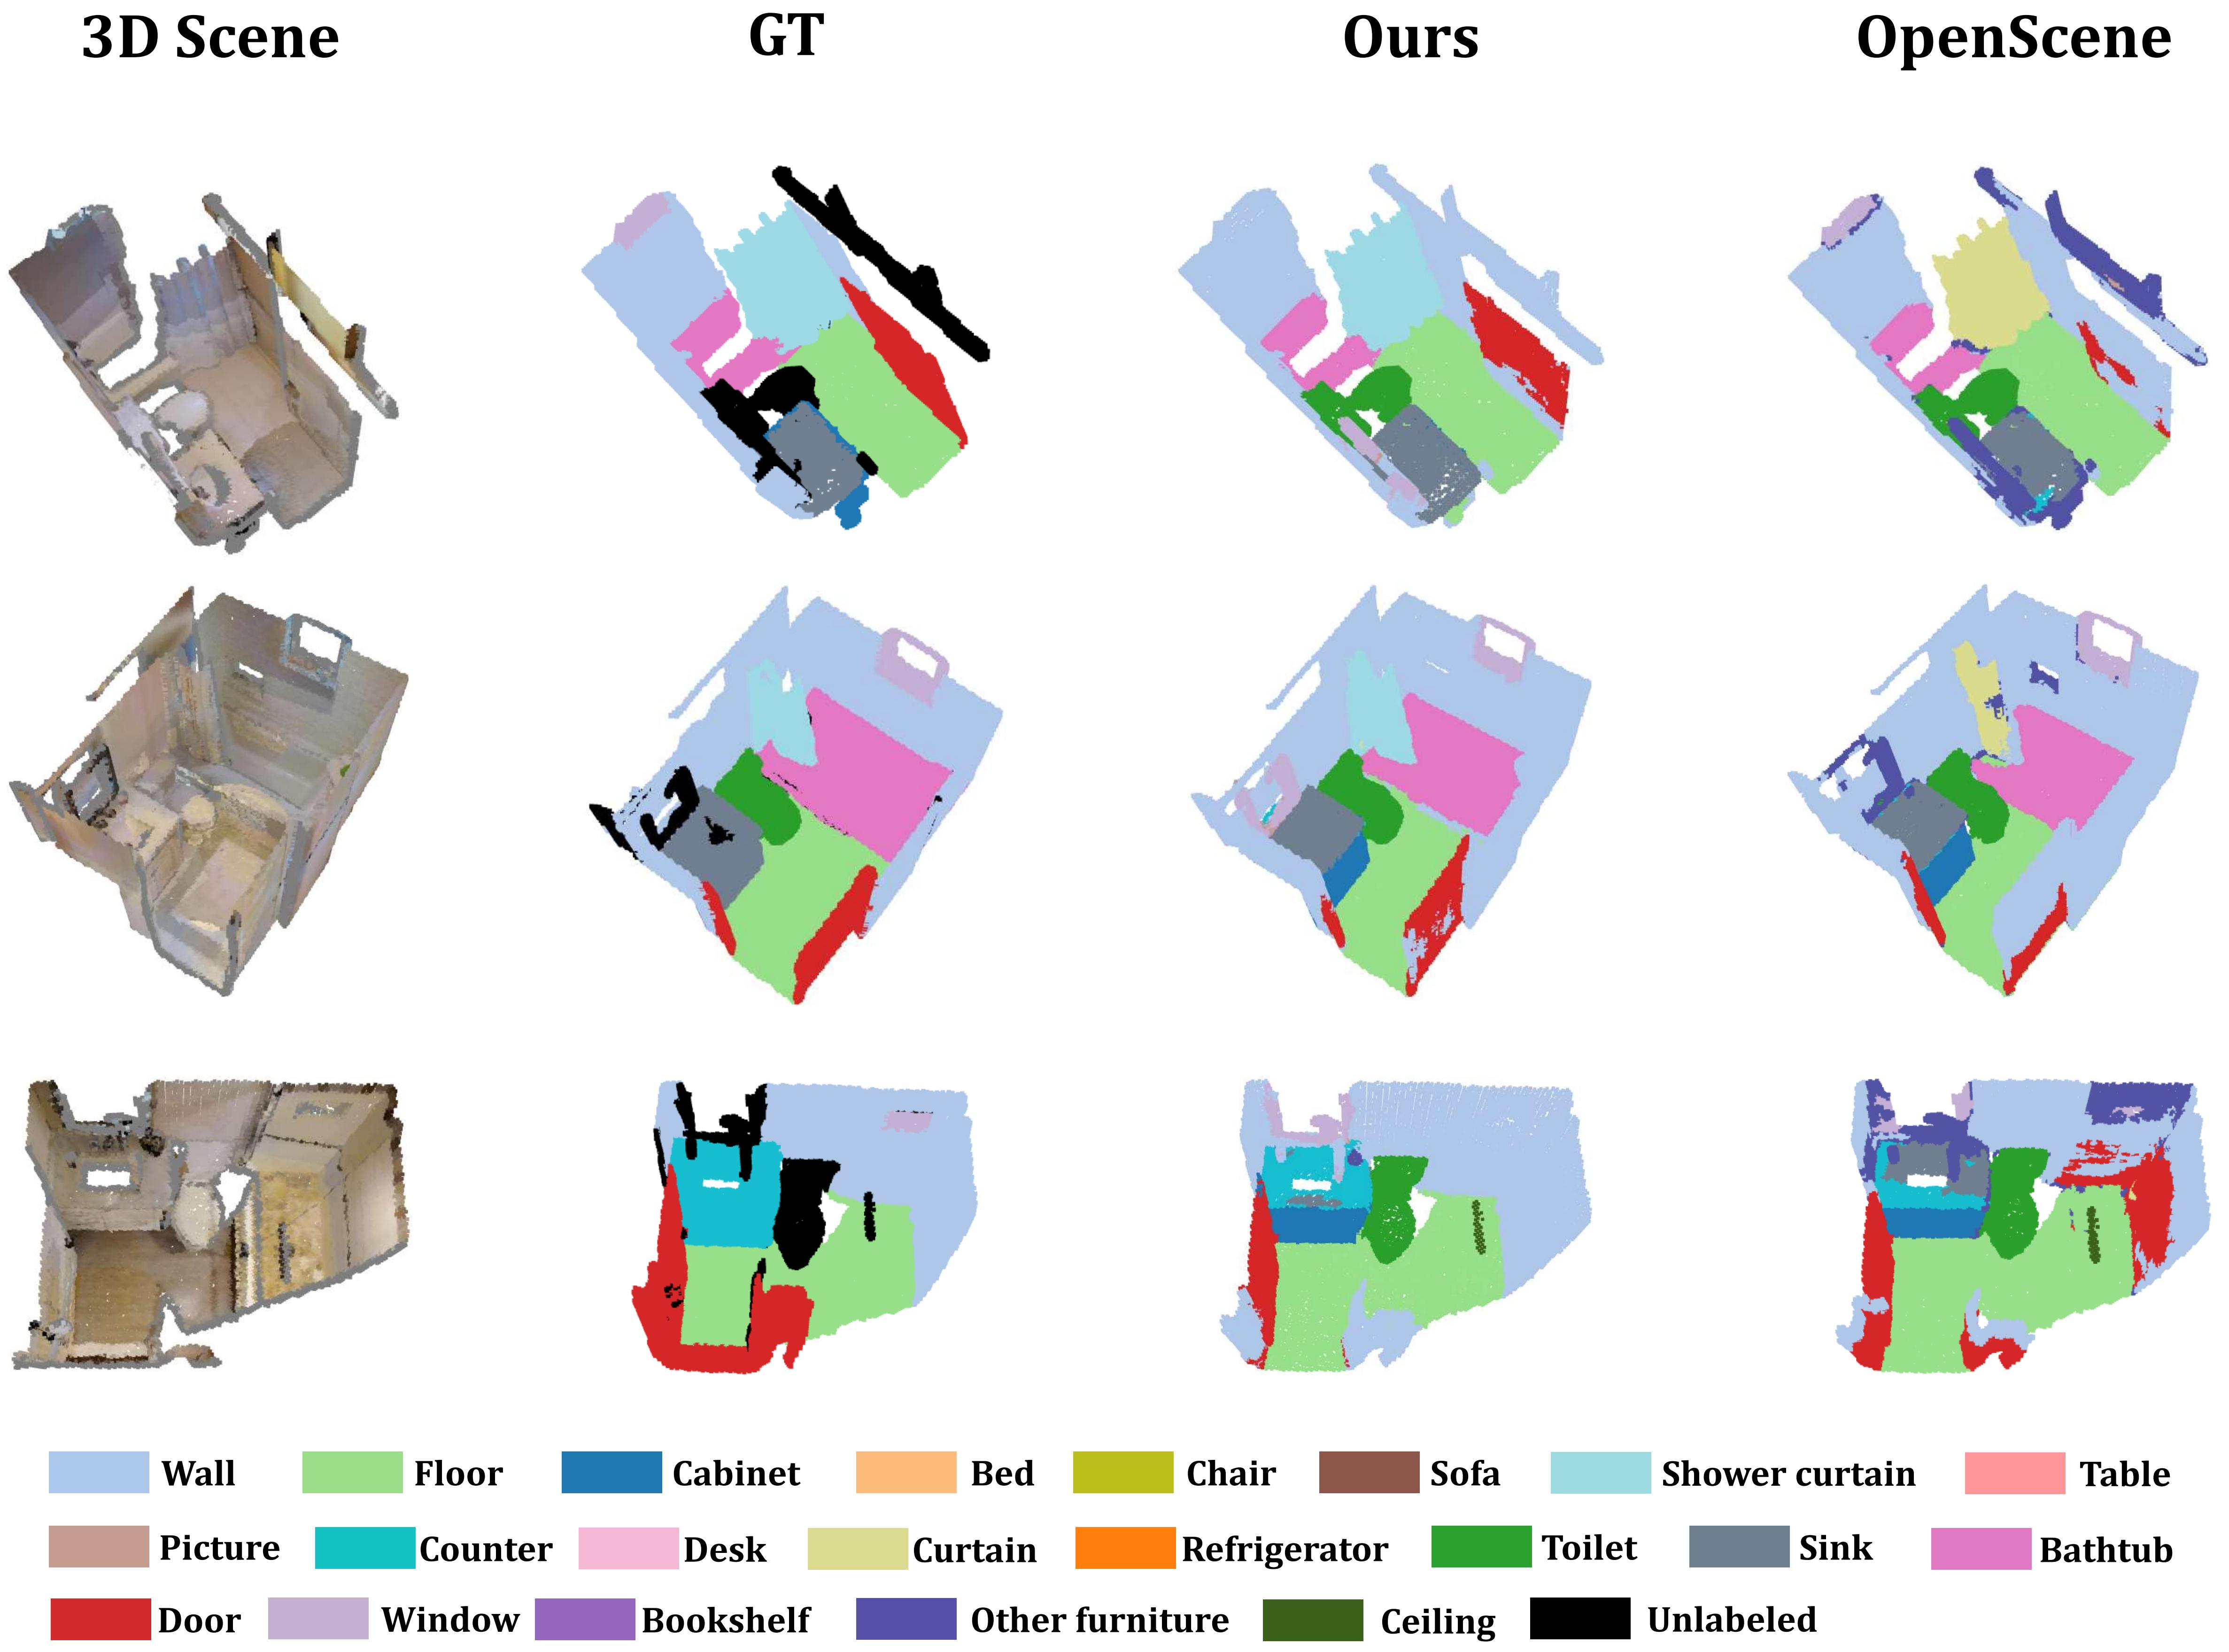 3D Scene GT Ours OpenScene
Wall Floor Cabinet Bed Chair Sofa Shower curtain Table
Picture Counter Desk Curtain Refrigerator Toilet Sink Bathtub
Door Window Bookshelf Other furniture Ceiling Unlabeled